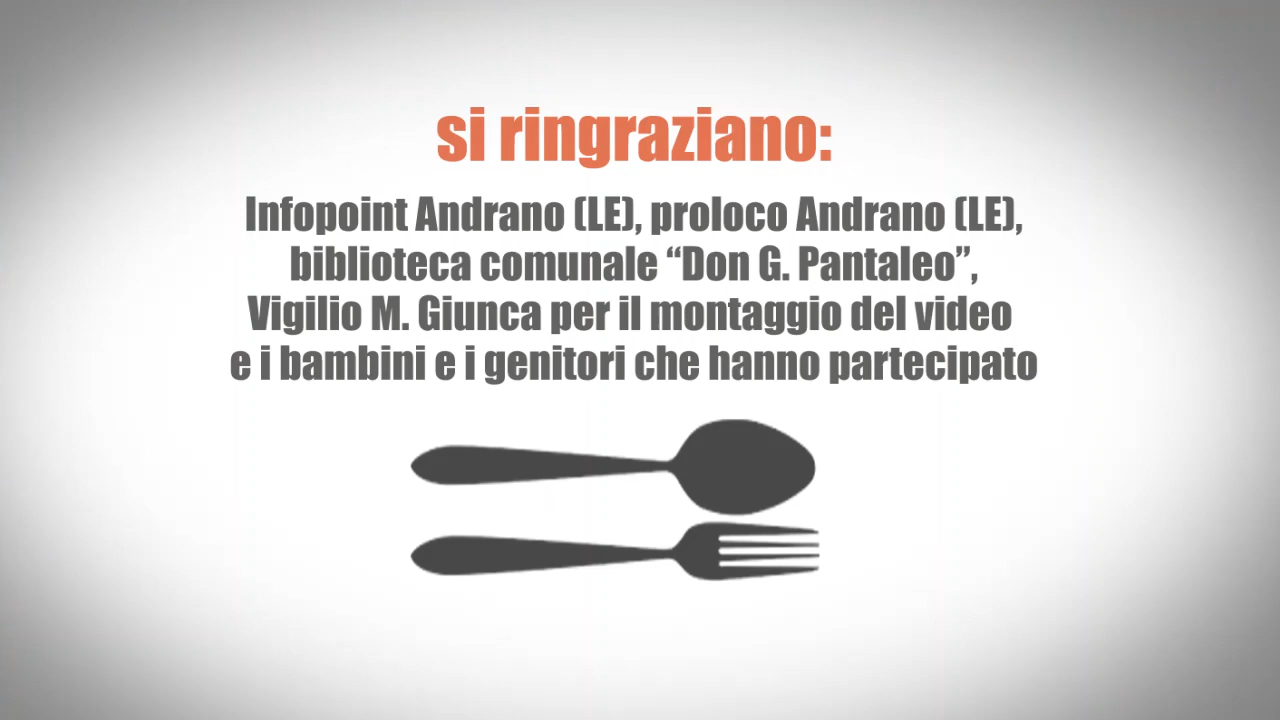 si ringraziano:
Infopoint Andrano (LE), proloco Andrano (LE),
biblioteca comunale “Don G. Pantaleo”,
Vigilio M. Giunca per il montaggio del video
e i bambini e i genitori che hanno partecipato